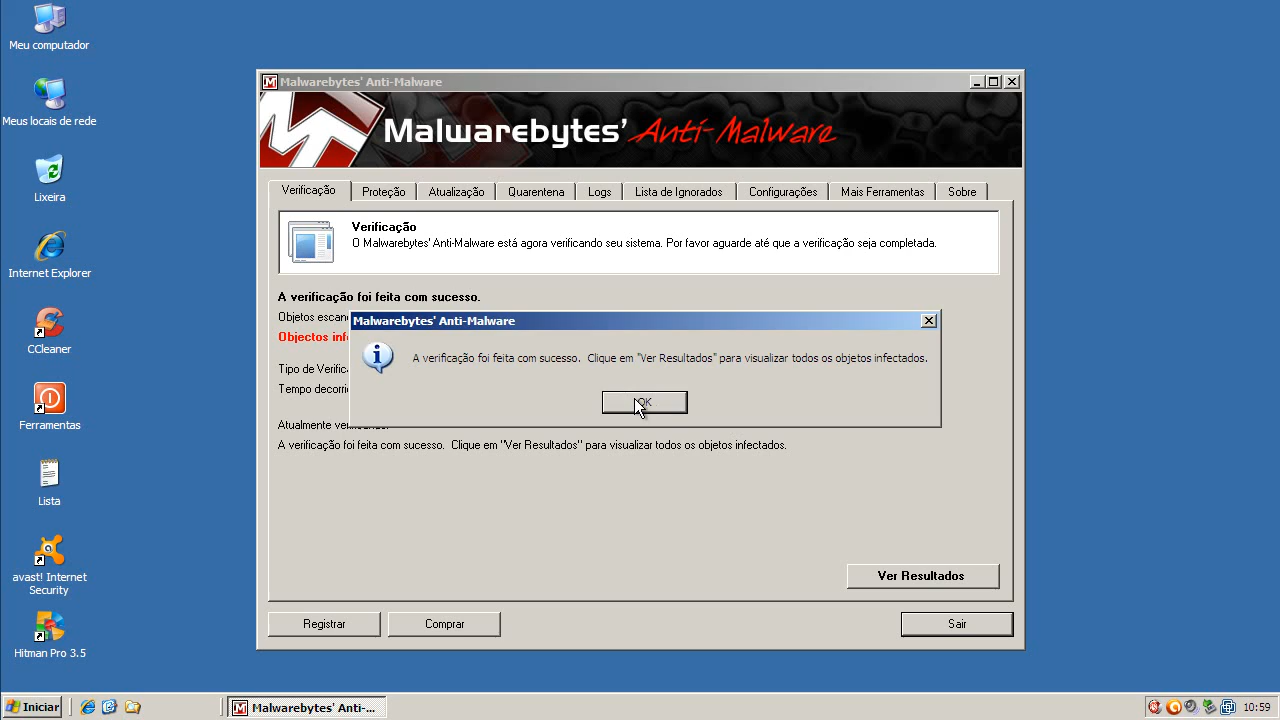 Meu computador
Meus locais de rede
Lixeira
Internet Explorer
CCleaner
Ferramentas
Lista
avast! Internet
Security
Hitman Pro 3.5
Malwarebytes' Anti-Malware
Malwarebytes' Anti-Malware
Verificação Proteção Atualização Quarentena Logs Lista de Ignorados Configurações Mais Ferramentas Sobre
Verificação
O Malwarebytes' Anti-Malware está agora verificando seu sistema. Por favor aguarde até que a verificação seja completada.
A verificação foi feita com sucesso.
Objetos
Objectos
Tipo de
Tempo
Malwarebytes' Anti-Malware
A verificação foi feita com sucesso. Clique em "Ver Resultados" para visualizar todos os objetos infectados.
OK
Atualmente
A verificação foi feita com sucesso. Clique em "Ver Resultados" para visualizar todos os objetos infectados.
Ver Resultados
Registrar Comprar Sair
Iniciar Malwarebytes' Anti-... 10:59